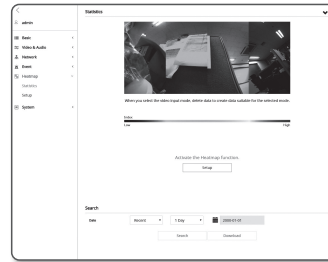 Statistics
admin
Basic
Video & Audio
Network
Event
Heatmap
Statistics
Setup
System
When you select the video input mode, delete data to create data suitable for the selected mode.
Index
Low High
Activate the Heatmap function.
Setup
Search
Date Recent 1 Day 2000-01-01
Search Download